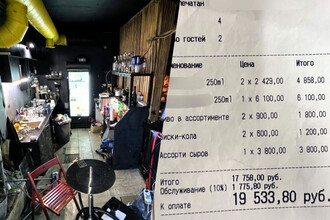 печатан
4
во гостей 2
менование Цена Итого
250ml 2 x 2 429,00 4 858,00
250ml 1 x 6 100,00 6 100,00
во в ассортименте 2 x 900,00 1 800,00
иски-кола 2 x 600,00 1 200,00
Ассорти сыров 1 x 3 800,00 3 800,00
Итого 17 758,00 руб.
Обслуживание (10%) 1 775,80 руб.
К оплате 19 533,80 руб.